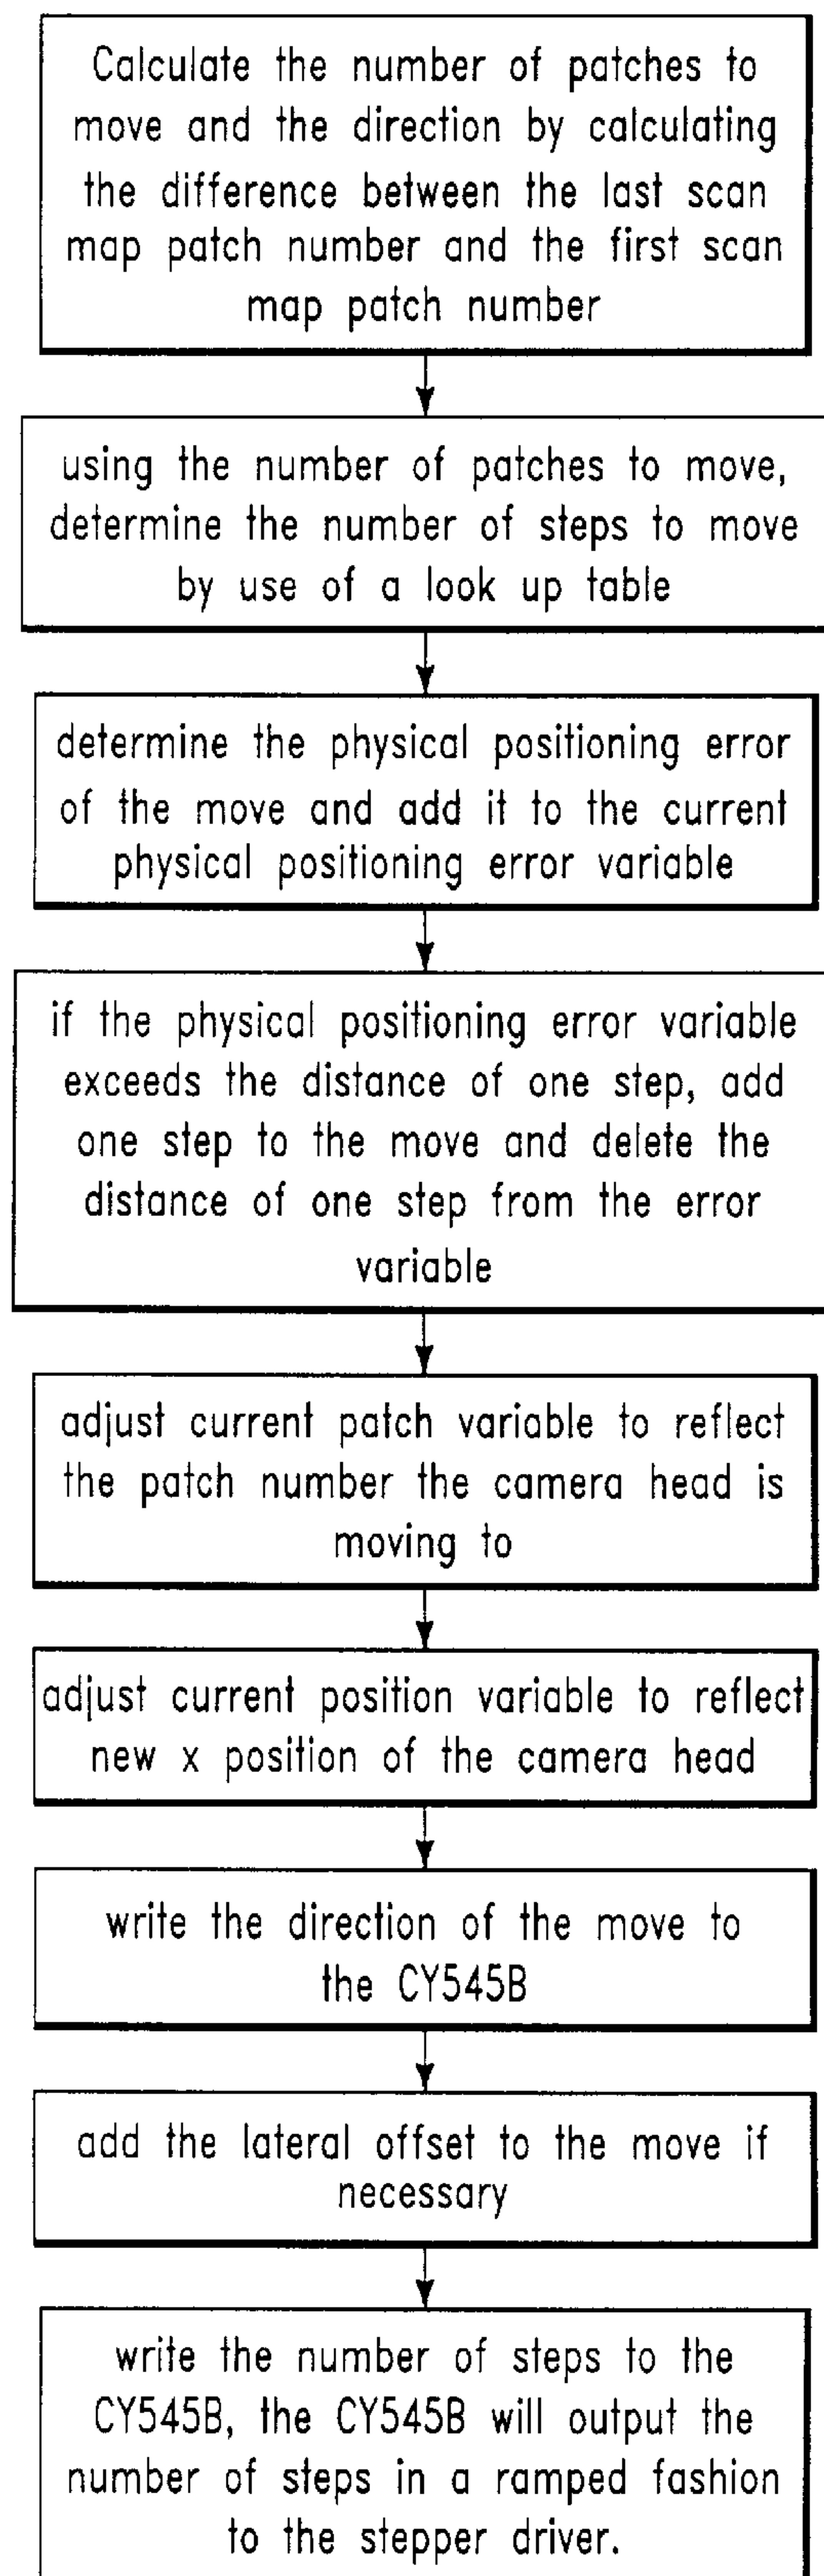 Calculate the number of patches to
move and the direction by calculating
the difference between the last scan
map patch number and the first scan
map patch number
using the number of patches to move,
determine the number of steps to move
by use of a look up table
determine the physical positioning error
of the move and add it to the current
physical positioning error variable
if the physical positioning error variable
exceeds the distance of one step, add
one step to the move and delete the
distance of one step from the error
variable
adjust current patch variable to reflect
the patch number the camera head is
moving to
adjust current position variable to reflect
new x position of the camera head
write the direction of the move to
the CY545B
add the lateral offset to the move if
necessary
write the number of steps to the
CY545B, the CY545B will output the
number of steps in a ramped fashion
to the stepper driver.